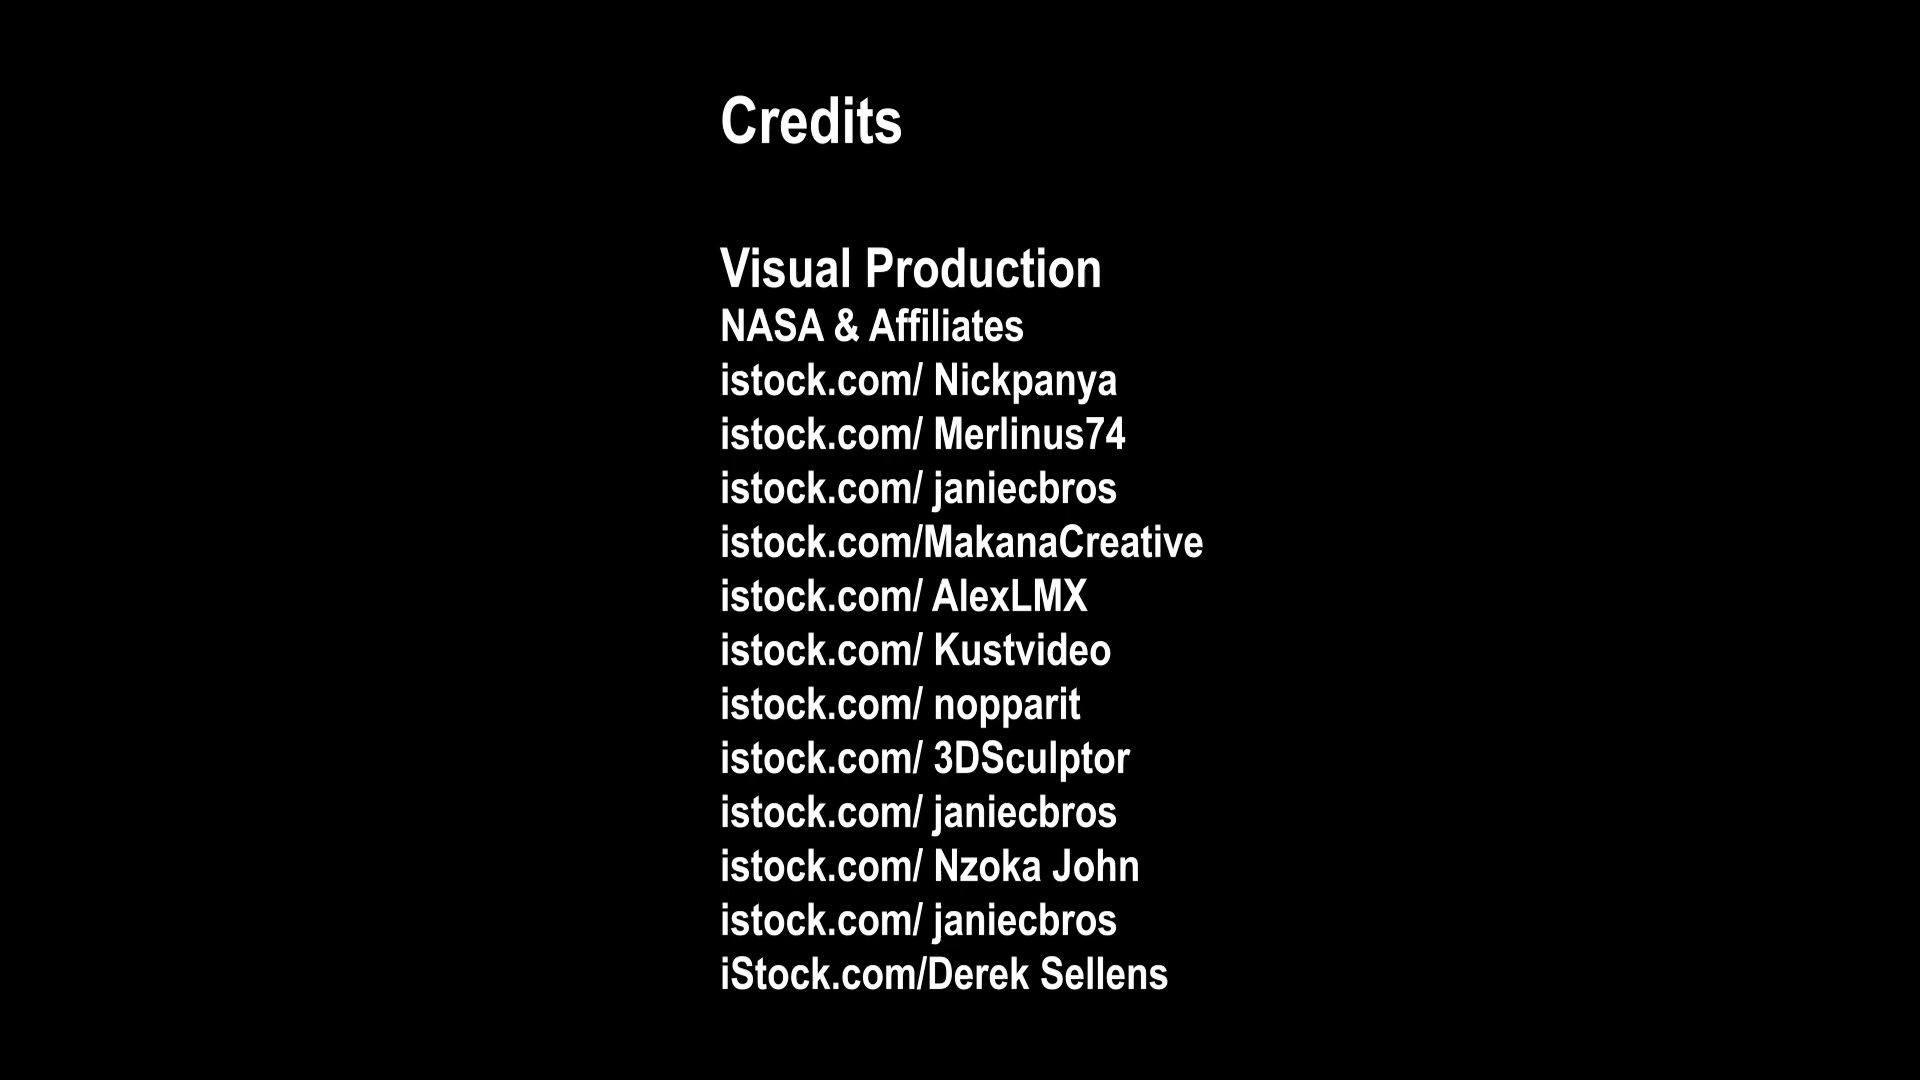 Credits
Visual Production
NASA & Affiliates
istock.com/ Nickpanya
istock.com/ Merlinus74
istock.com/ janiecbros
istock.com/MakanaCreative
istock.com/ AlexLMX
istock.com/ Kustvideo
istock.com/ nopparit
istock.com/ 3DSculptor
istock.com/ janiecbros
istock.com/ Nzoka John
istock.com/ janiecbros
iStock.com/Derek Sellens